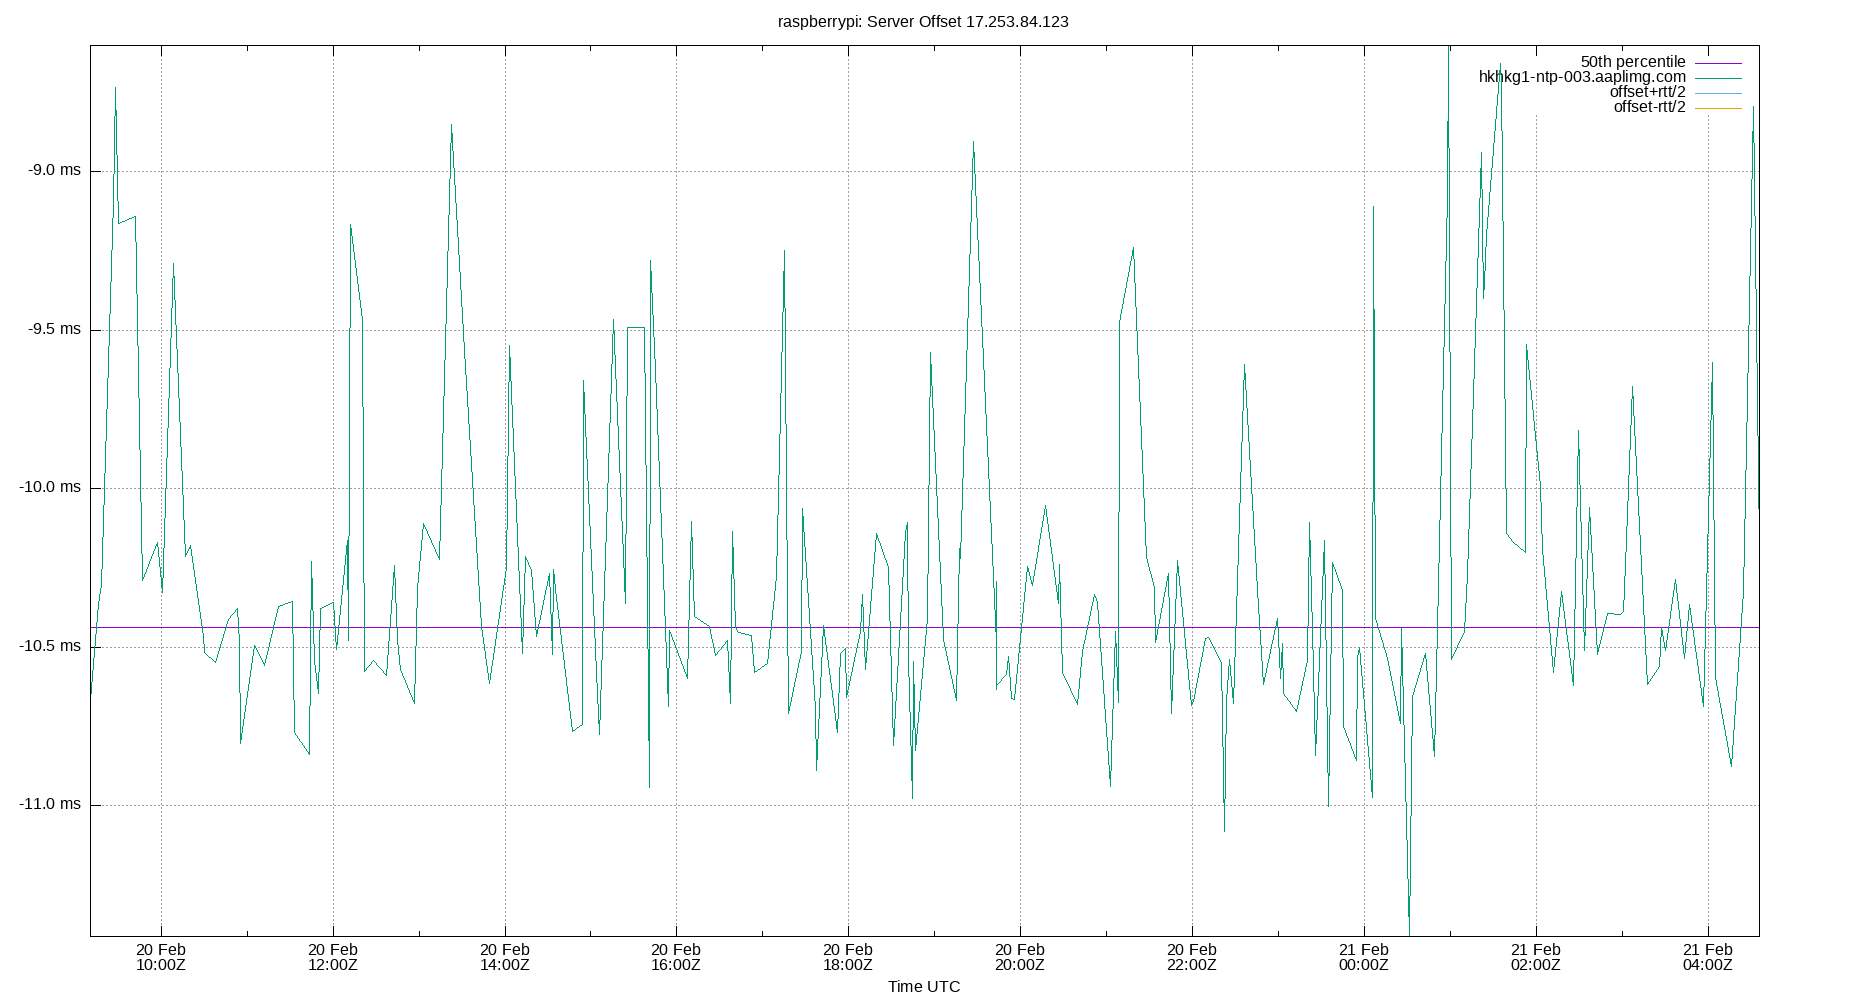 raspberrypi: Server Offset 17.253.84.123
50th percentile
hkhkg1-ntp-003.aaplimg.com
offset+rtt/2
offset-rtt/2
-9.0 ms
-9.5 ms
-10.0 ms
-10.5 ms
-11.0 ms
20 Feb 20 Feb 20 Feb 20 Feb 20 Feb 20 Feb 20 Feb 21 Feb 21 Feb 21 Feb
10:00Z 12:00Z 14:00Z 16:00Z 18:00Z 20:00Z 22:00Z 00:00Z 02:00Z 04:00Z
Time UTC